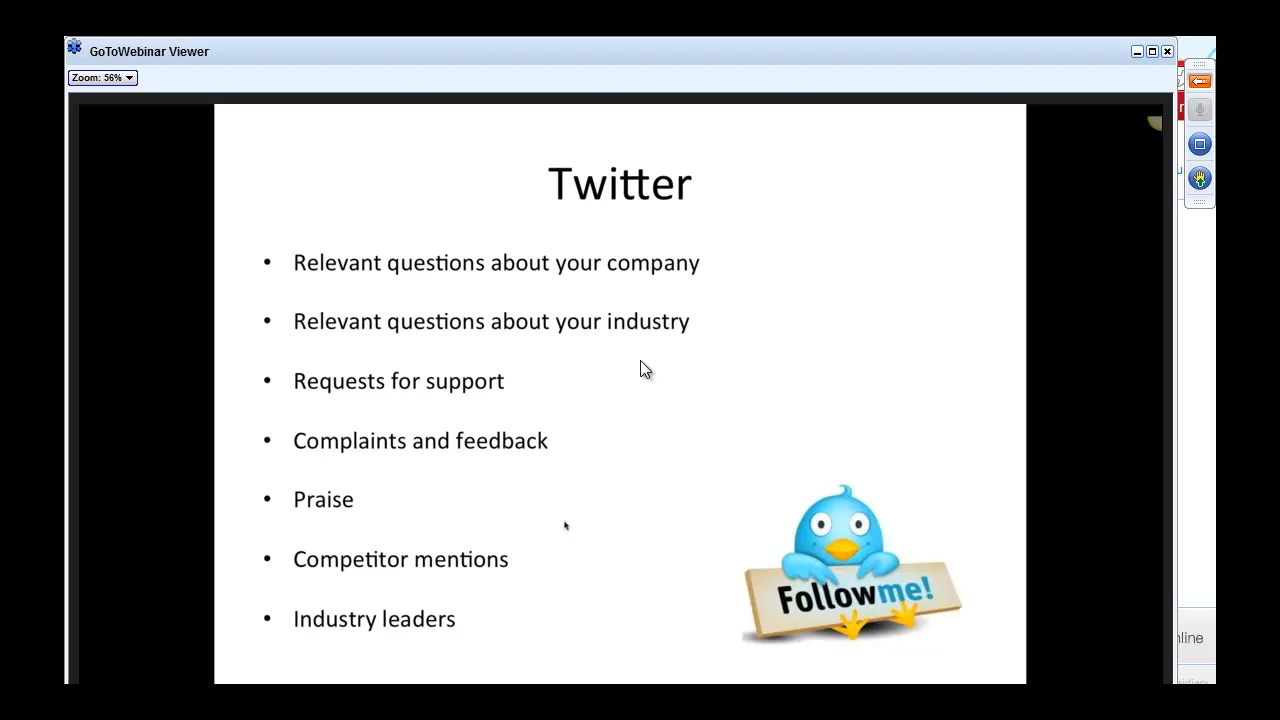 GoToWebinar Viewer
Zoom: 56%
Twitter
• Relevant questions about your company
• Relevant questions about your industry
• Requests for support
• Complaints and feedback
• Praise
• Competitor mentions
• Industry leaders
Followme!
nline